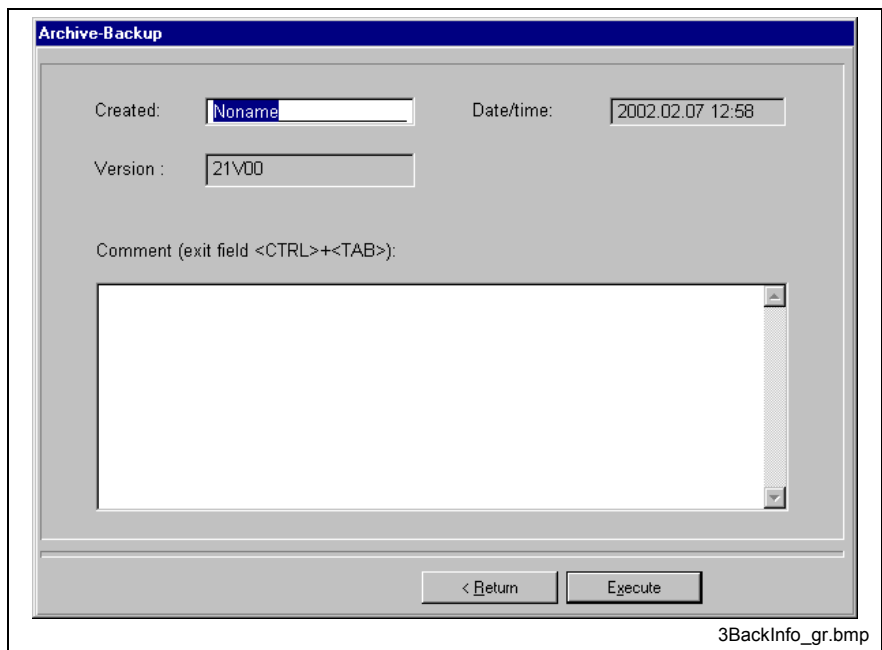 Archive-Backup
Created: Noname Date/time: 2002.02.07 12:58
Version : 21V00
Comment (exit field <CTRL>+<TAB>):
< Return Execute
3BackInfo_gr.bmp